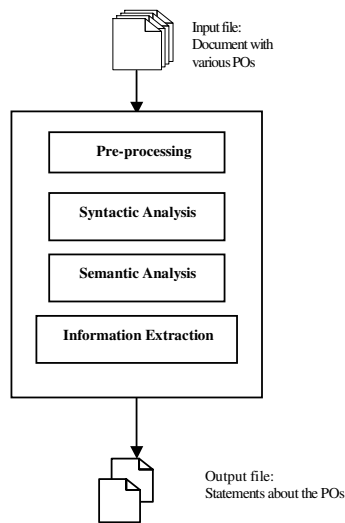 Input file:
Document with
various POs
Pre-processing
Syntactic Analysis
Semantic Analysis
Information Extraction
Output file:
Statements about the POs